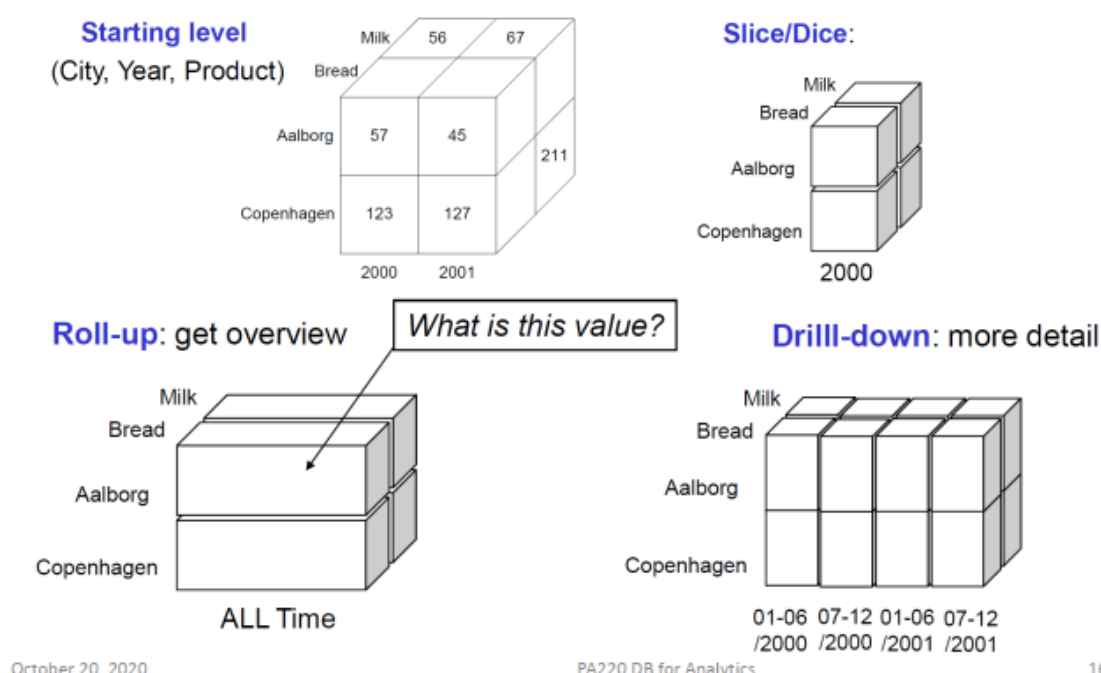 Starting level
(City, Year, Product)
Milk 56 67
Bread
Aalborg 57 45
211
Copenhagen 123 127
2000 2001
Slice/Dice:
Milk
Bread
Aalborg
Copenhagen
2000
Roll-up: get overview
What is this value?
Milk
Bread
Aalborg
Copenhagen
ALL Time
Drilll-down: more detail
Milk
Bread
Aalborg
Copenhagen
01-06 07-12 01-06 07-12
/2000 /2000 /2001 /2001
October 20, 2020 PA220 DB for Analytics 16